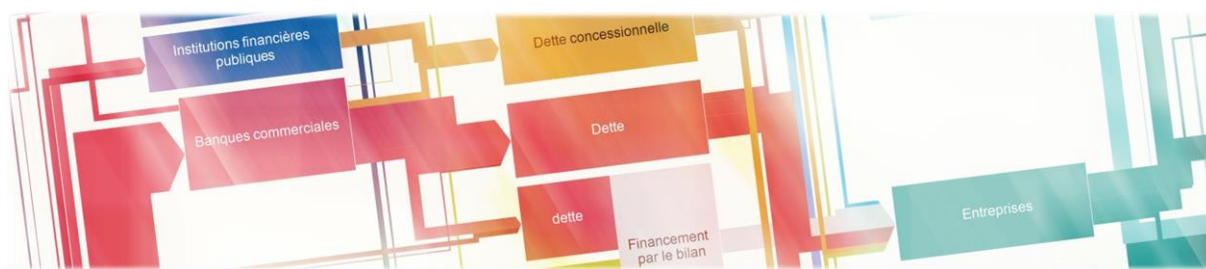 Institutions financières
publiques
Dette concessionnelle
Banques commerciales
Dette
dette
Financement
par le bilan
Entreprises